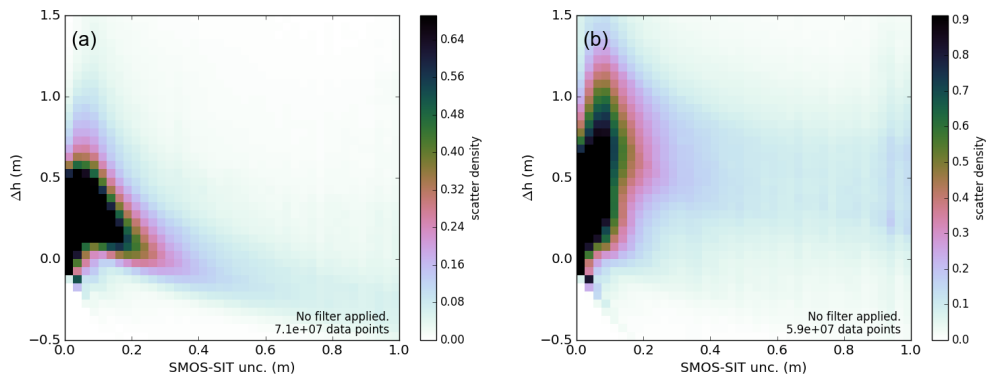 (a)
1.5
1.0
0.5
0.0
−0.5
Δh (m)
0.0 0.2 0.4 0.6 0.8 1.0
SMOS-SIT unc. (m)
No filter applied.
7.1e+07 data points
0.64
0.56
0.48
0.40
0.32
0.24
0.16
0.08
0.00
scatter density
(b)
1.5
1.0
0.5
0.0
−0.5
Δh (m)
0.0 0.2 0.4 0.6 0.8 1.0
SMOS-SIT unc. (m)
No filter applied.
5.9e+07 data points
0.9
0.8
0.7
0.6
0.5
0.4
0.3
0.2
0.1
0.0
scatter density